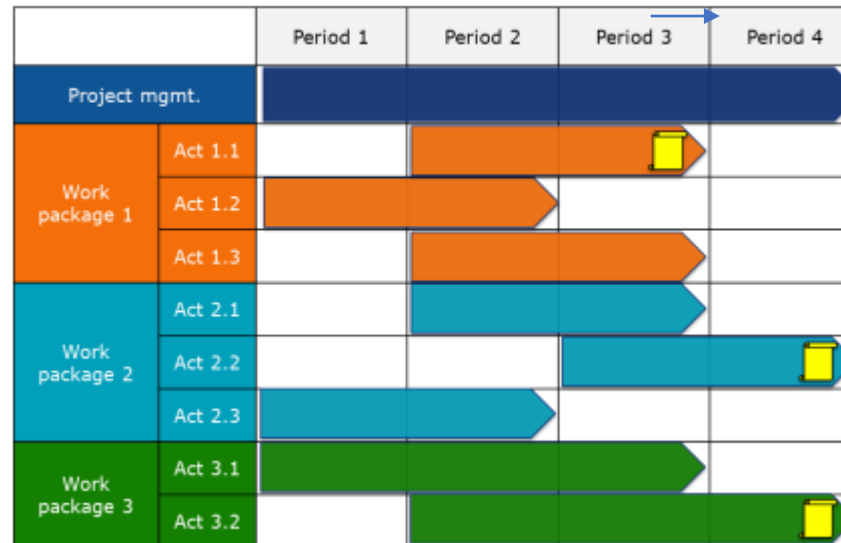 Period 1 Period 2 Period 3 Period 4
Project mgmt.
Work
package 1
Act 1.1
Act 1.2
Act 1.3
Work
package 2
Act 2.1
Act 2.2
Act 2.3
Work
package 3
Act 3.1
Act 3.2